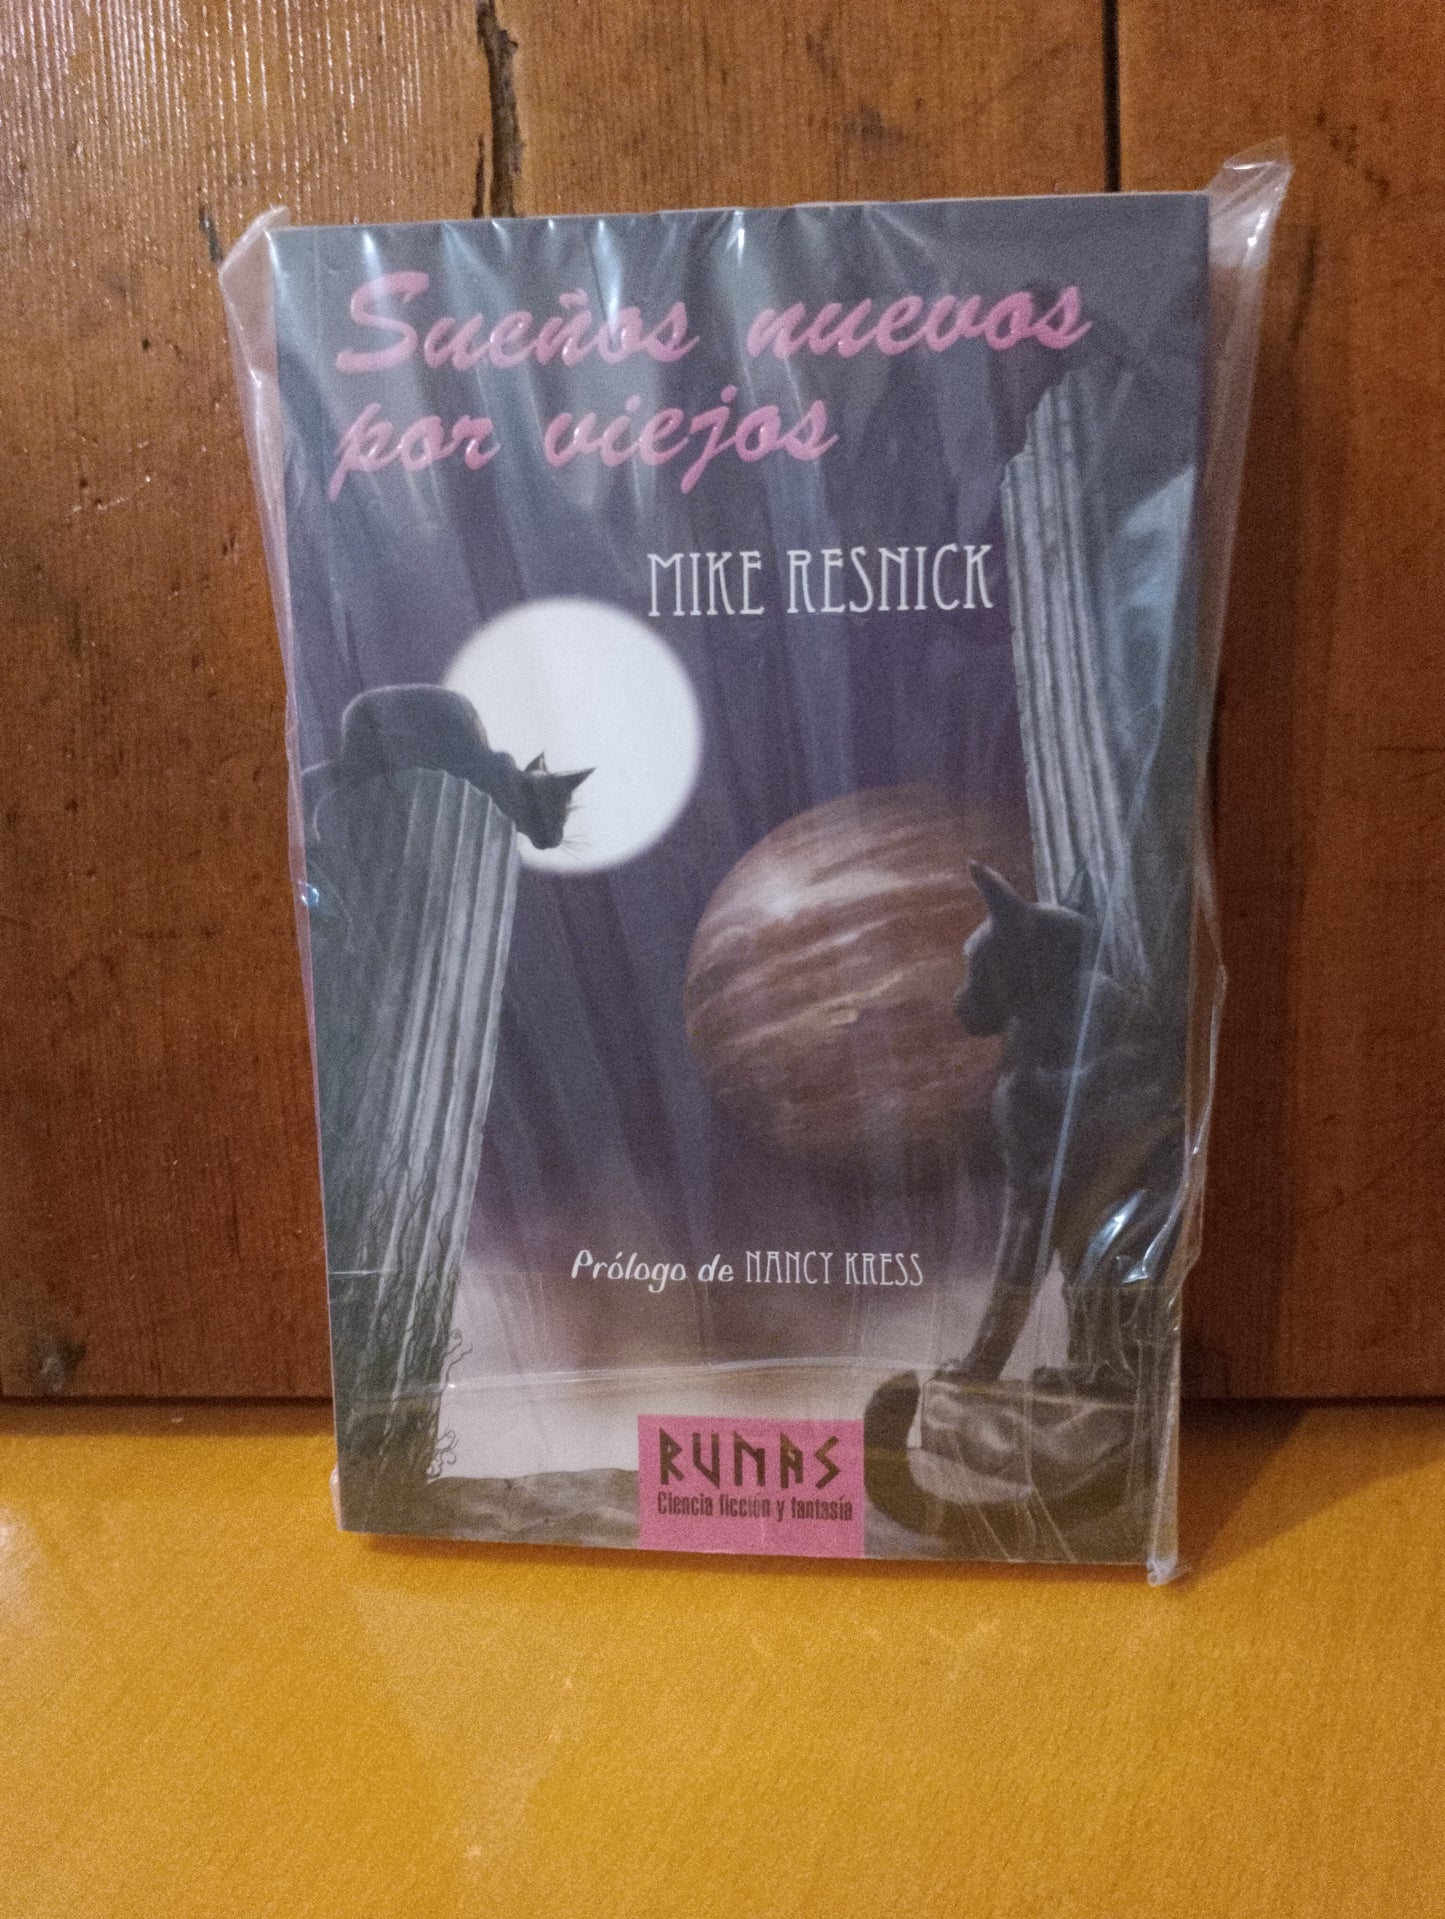 Sueños nuevos
por viejos
MIKE RESNICK
Prólogo de NANCY KRESS
RUNAS
Ciencia ficción y fantasía